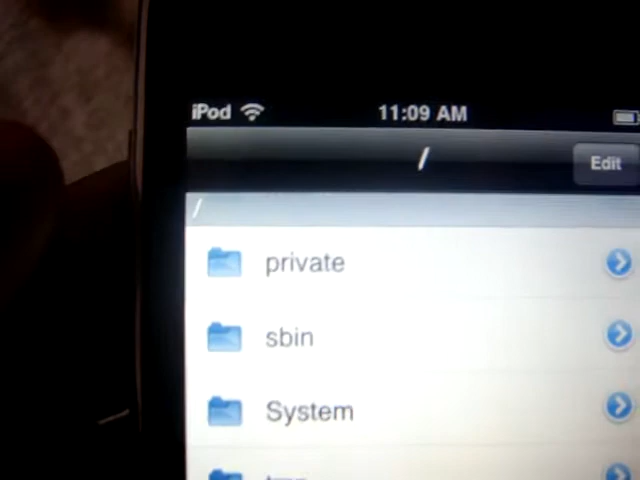 iPod 11:09 AM
/ Edit
/
private
sbin
System